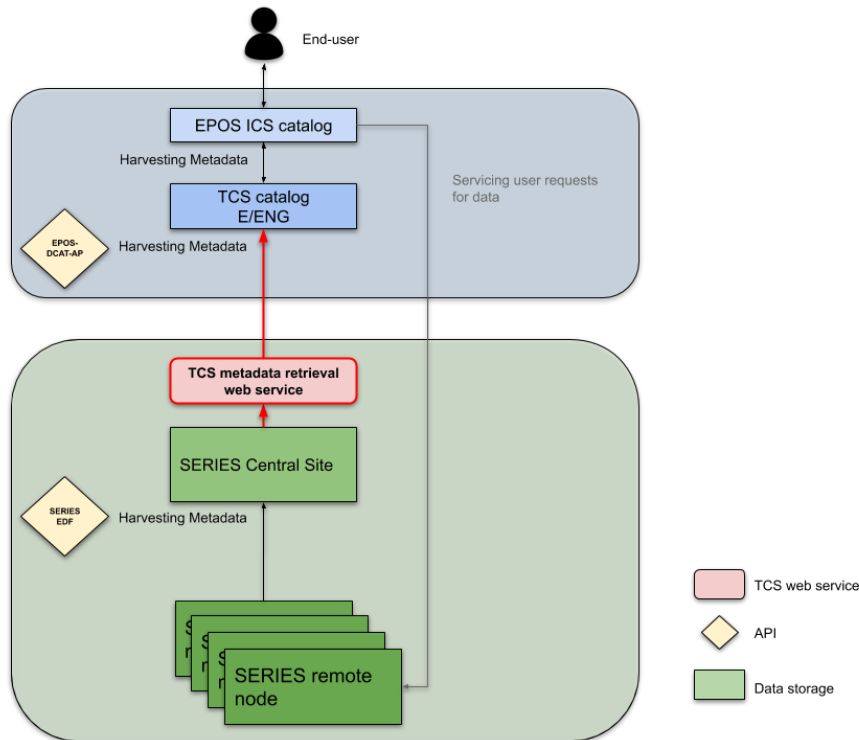 End-user
EPOS ICS catalog
Harvesting Metadata
Servicing user requests
for data
TCS catalog
E/ENG
EPOS-
DCAT-AP
Harvesting Metadata
TCS metadata retrieval
web service
SERIES Central Site
SERIES
EDF
Harvesting Metadata
S
n
S
n
S
n
SERIES remote
node
TCS web service
API
Data storage